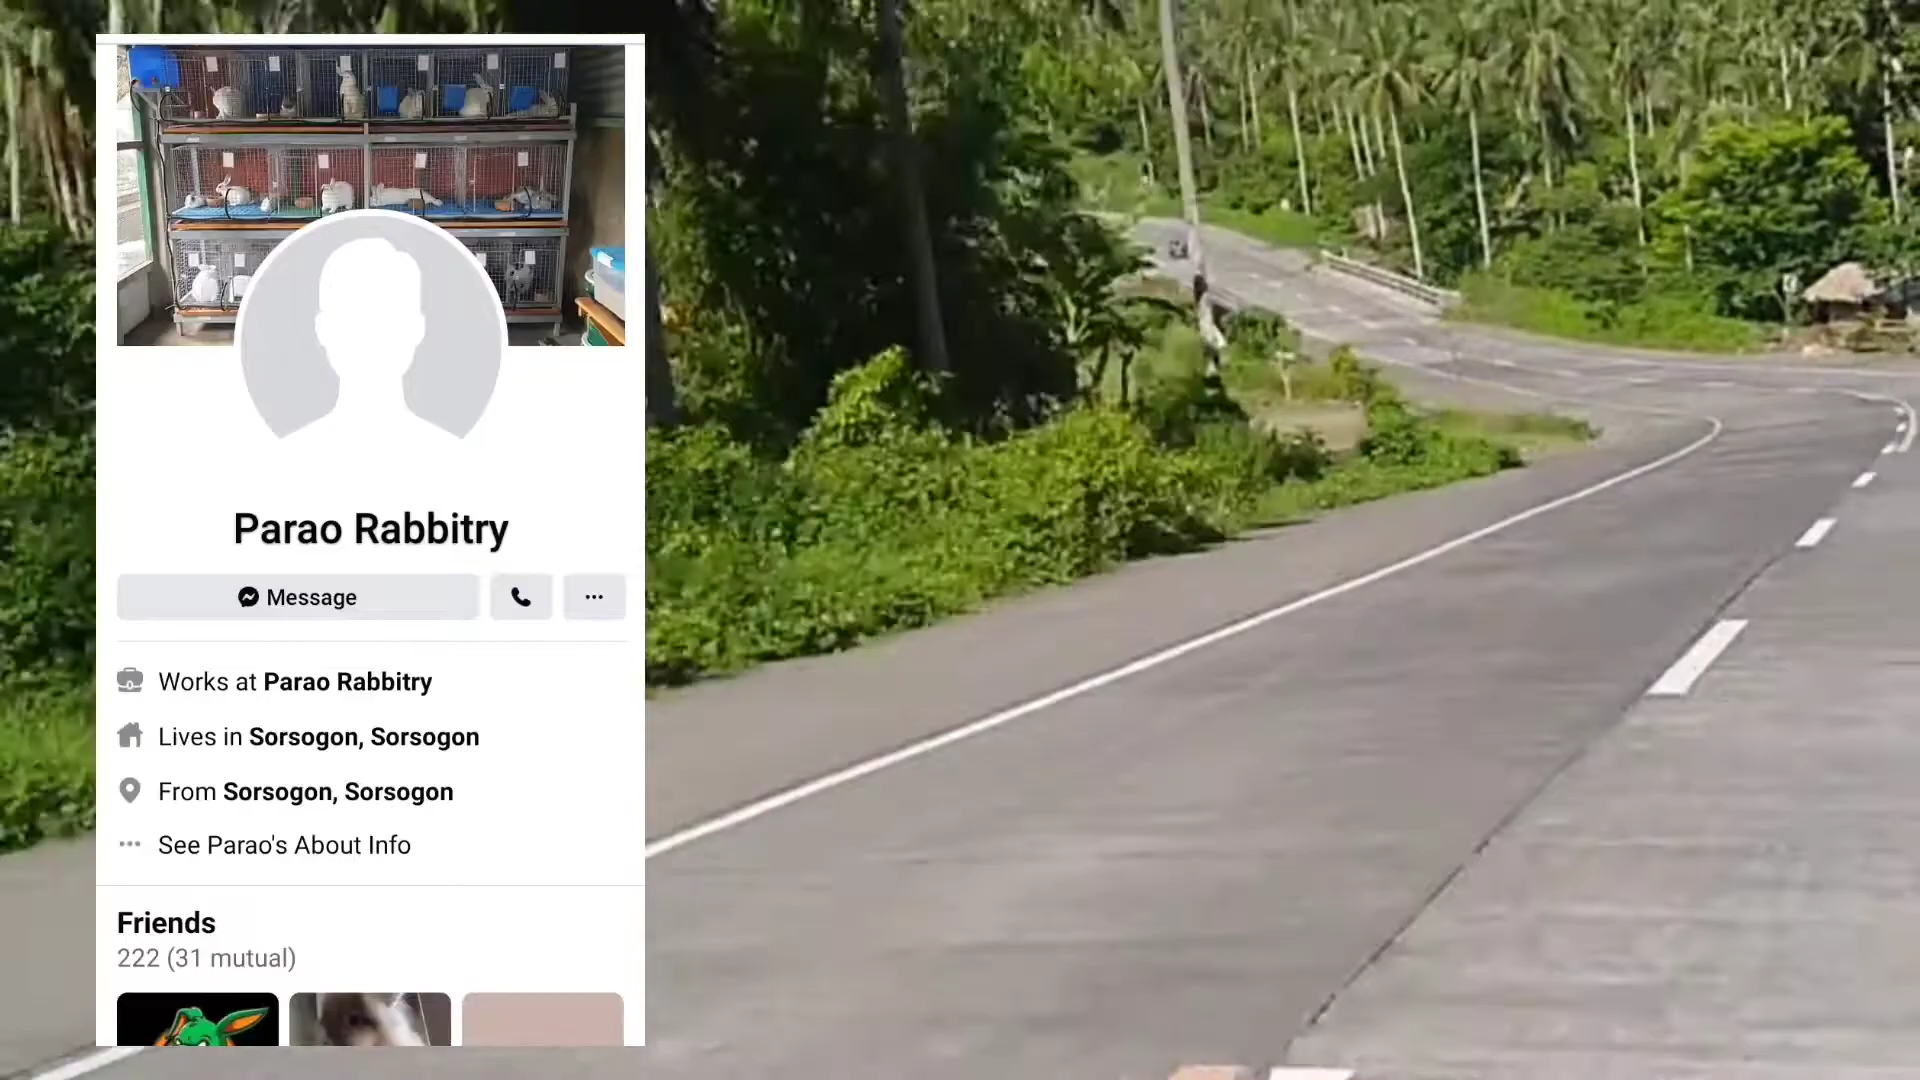 Parao Rabbitry
Message
Works at Parao Rabbitry
Lives in Sorsogon, Sorsogon
From Sorsogon, Sorsogon
See Parao's About Info
Friends
222 (31 mutual)